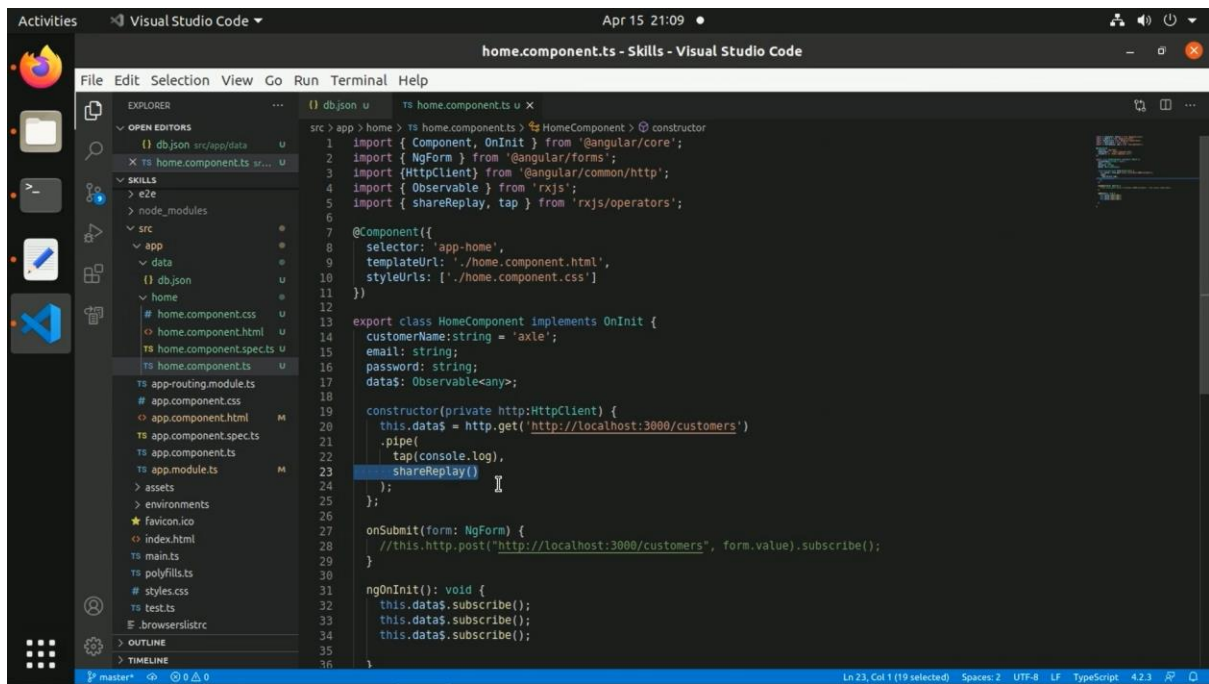 Activities
Visual Studio Code
Apr 15 21:09
home.component.ts - Skills - Visual Studio Code
File Edit Selection View Go Run Terminal Help
EXPLORER
OPEN EDITORS
{} db.json src/app/data U
TS home.component.ts sr... U
SKILLS
e2e
node_modules
src
app
data
{} db.json U
home
# home.component.css U
<> home.component.html U
TS home.component.spec.ts U
TS home.component.ts U
TS app-routing.module.ts
# app.component.css
<> app.component.html M
TS app.component.spec.ts
TS app.component.ts
TS app.module.ts M
assets
environments
favicon.ico
<> index.html
TS main.ts
TS polyfills.ts
# styles.css
TS test.ts
.browserslistrc
OUTLINE
TIMELINE
{} db.json U
TS home.component.ts U
src > app > home > TS home.component.ts > HomeComponent > constructor
1 import { Component, OnInit } from '@angular/core';
2 import { NgForm } from '@angular/forms';
3 import {HttpClient} from '@angular/common/http';
4 import { Observable } from 'rxjs';
5 import { shareReplay, tap } from 'rxjs/operators';
6
7 @Component({
8 selector: 'app-home',
9 templateUrl: './home.component.html',
10 styleUrls: ['./home.component.css']
11 })
12
13 export class HomeComponent implements OnInit {
14 customerName:string = 'axle';
15 email: string;
16 password: string;
17 data$: Observable<any>;
18
19 constructor(private http:HttpClient) {
20 this.data$ = http.get('http://localhost:3000/customers')
21 .pipe(
22 tap(console.log),
23 shareReplay()
24 );
25 };
26
27 onSubmit(form: NgForm) {
28 //this.http.post("http://localhost:3000/customers", form.value).subscribe();
29 }
30
31 ngOnInit(): void {
32 this.data$.subscribe();
33 this.data$.subscribe();
34 this.data$.subscribe();
35
36 }
master* 0 0 Ln 23, Col 1 (19 selected) Spaces: 2 UTF-8 LF TypeScript 4.2.3